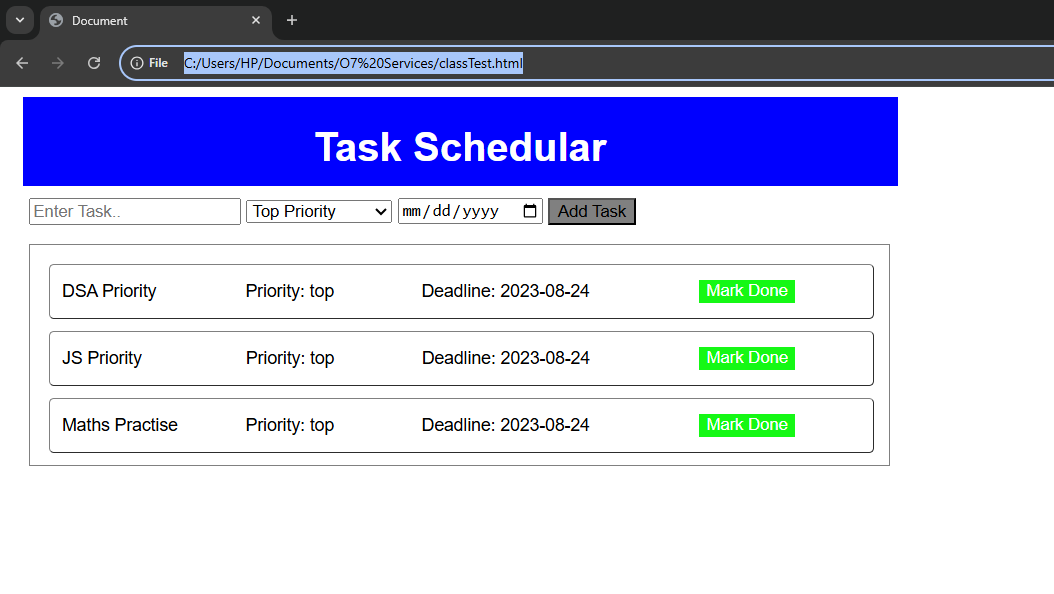 Document
File C:/Users/HP/Documents/O7%20Services/classTest.html
Task Schedular
Enter Task.. Top Priority mm/dd/yyyy Add Task
DSA Priority Priority: top Deadline: 2023-08-24 Mark Done
JS Priority Priority: top Deadline: 2023-08-24 Mark Done
Maths Practise Priority: top Deadline: 2023-08-24 Mark Done